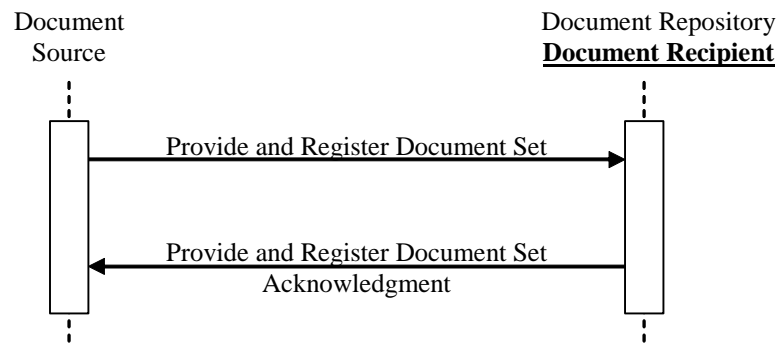 Document
Source
Document Repository
Document Recipient
Provide and Register Document Set
Provide and Register Document Set
Acknowledgment